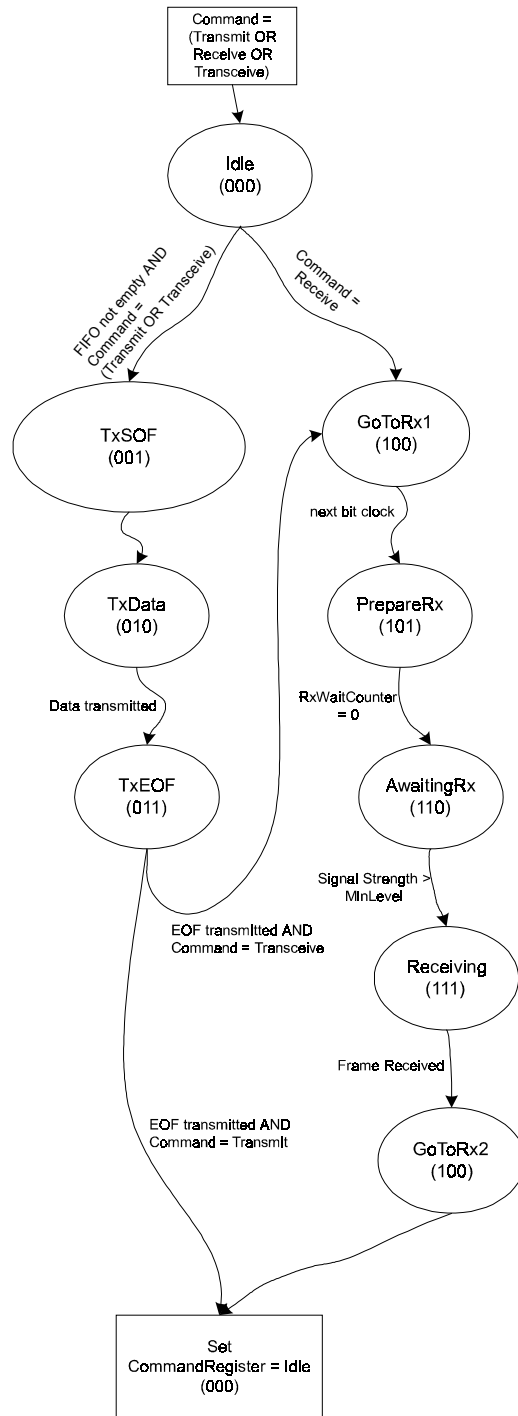 Command =
(Transmit OR
Receive OR
Transceive)
Idle
(000)
FIFO not empty AND
Command =
(Transmit OR Transceive)
Command =
Receive
TxSOF
(001)
GoToRx1
(100)
next bit clock
TxData
(010)
PrepareRx
(101)
Data transmitted
RxWaitCounter
= 0
TxEOF
(011)
AwaitingRx
(110)
Signal Strength >
MinLevel
EOF transmitted AND
Command = Transceive
Receiving
(111)
Frame Received
EOF transmitted AND
Command = Transmit
GoToRx2
(100)
Set
CommandRegister = Idle
(000)